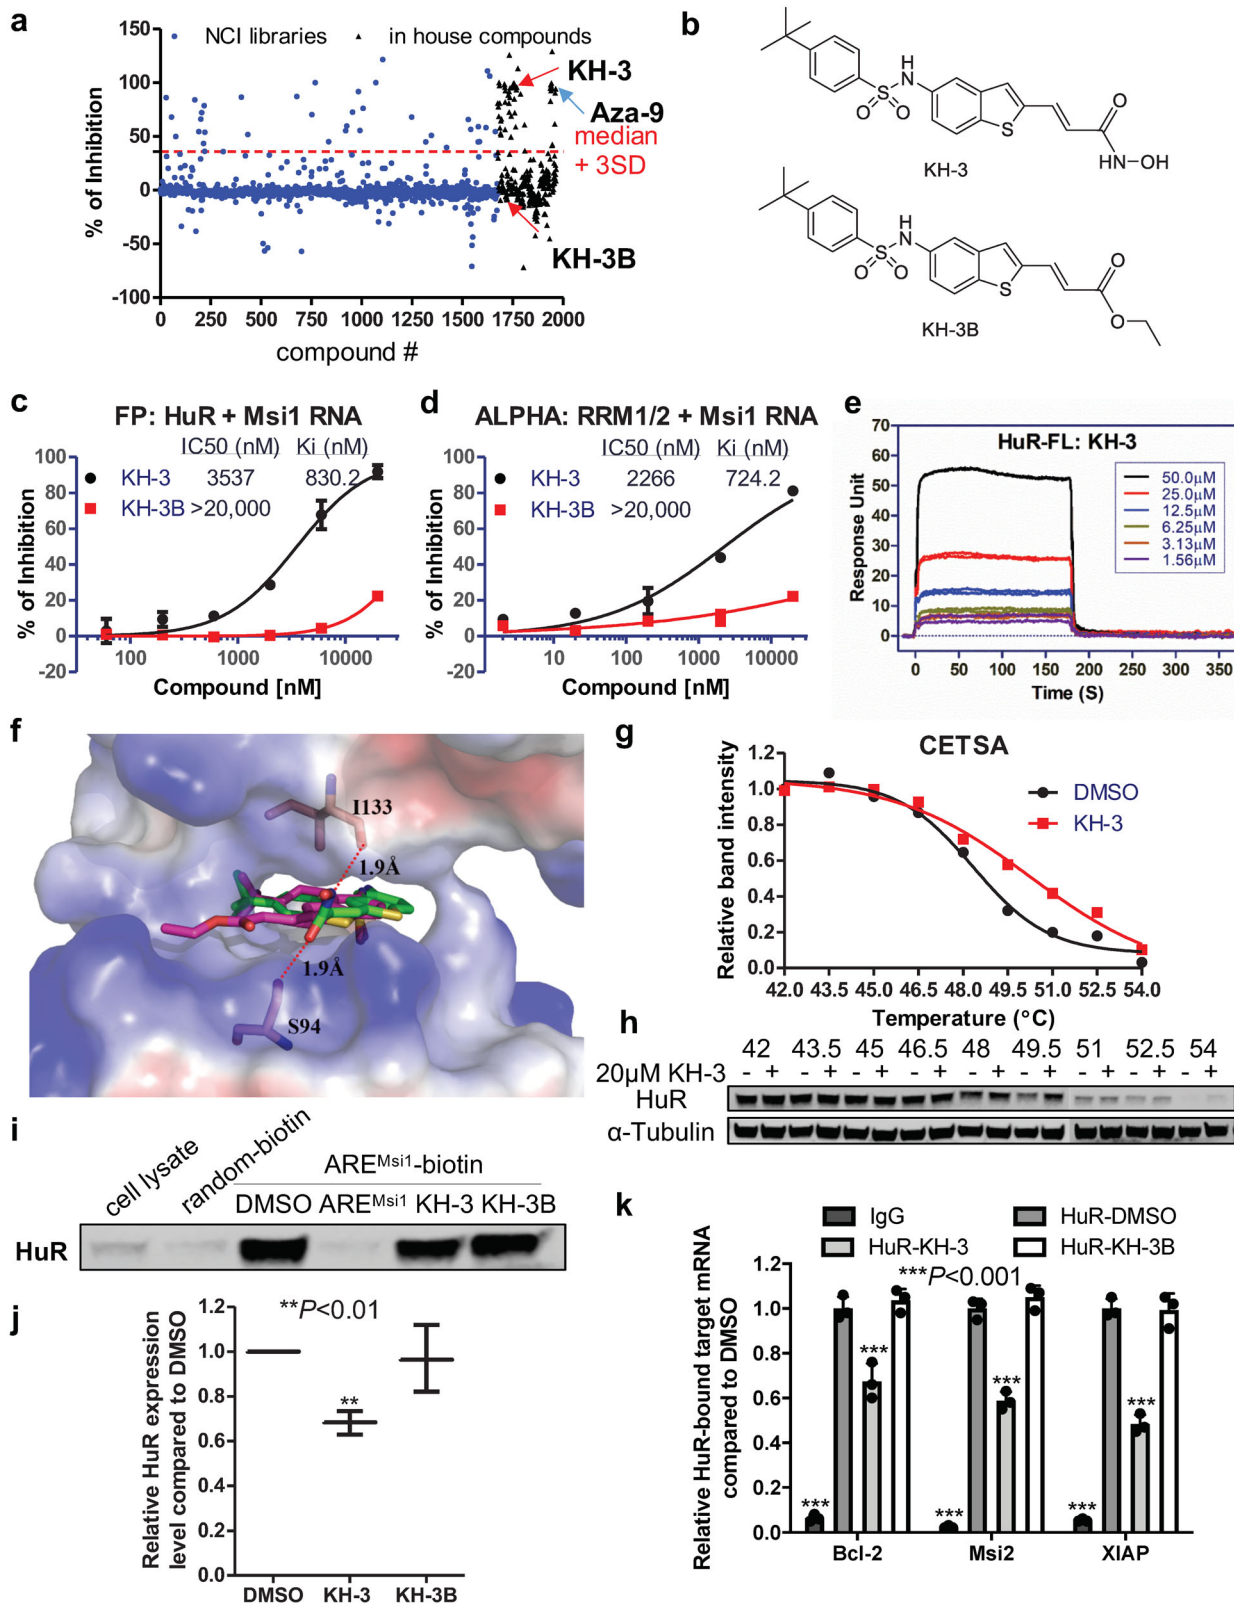 a
150
100
50
0
-50
-100
% of Inhibition
NCI libraries ▲ in house compounds
KH-3
Aza-9
median
+ 3SD
KH-3B
0 250 500 750 1000 1250 1500 1750 2000
compound #
b
O
NH
S
O O
S
HN-OH
KH-3
O
NH
S
O O
S
O
KH-3B
c
FP: HuR + Msi1 RNA
IC50 (nM) Ki (nM)
KH-3 3537 830.2
KH-3B >20,000
100
80
60
40
20
0
-20
% of Inhibition
100 1000 10000
Compound [nM]
d
ALPHA: RRM1/2 + Msi1 RNA
IC50 (nM) Ki (nM)
KH-3 2266 724.2
KH-3B >20,000
100
80
60
40
20
0
-20
% of Inhibition
10 100 1000 10000
Compound [nM]
e
HuR-FL: KH-3
70
60
50
40
30
20
10
0
Response Unit
50.0μM
25.0μM
12.5μM
6.25μM
3.13μM
1.56μM
0 50 100 150 200 250 300 350
Time (S)
f
I133
1.9Å
1.9Å
S94
g
CETSA
1.2
1.0
0.8
0.6
0.4
0.2
0.0
Relative band intensity
DMSO
KH-3
42.0 43.5 45.0 46.5 48.0 49.5 51.0 52.5 54.0
Temperature (°C)
h
42 43.5 45 46.5 48 49.5 51 52.5 54
20μM KH-3 - + - + - + - + - + - + - + - + - +
HuR
α-Tubulin
i
cell lysate
random-biotin
ARE^Msi1-biotin
DMSO ARE^Msi1 KH-3 KH-3B
HuR
j
1.2
1.0
0.8
0.6
0.4
0.2
0.0
Relative HuR expression
level compared to DMSO
**P<0.01
**
DMSO KH-3 KH-3B
k
IgG HuR-DMSO
HuR-KH-3 HuR-KH-3B
***P<0.001
1.2
1.0
0.8
0.6
0.4
0.2
0.0
Relative HuR-bound target mRNA
compared to DMSO
*** *** *** *** *** ***
Bcl-2 Msi2 XIAP